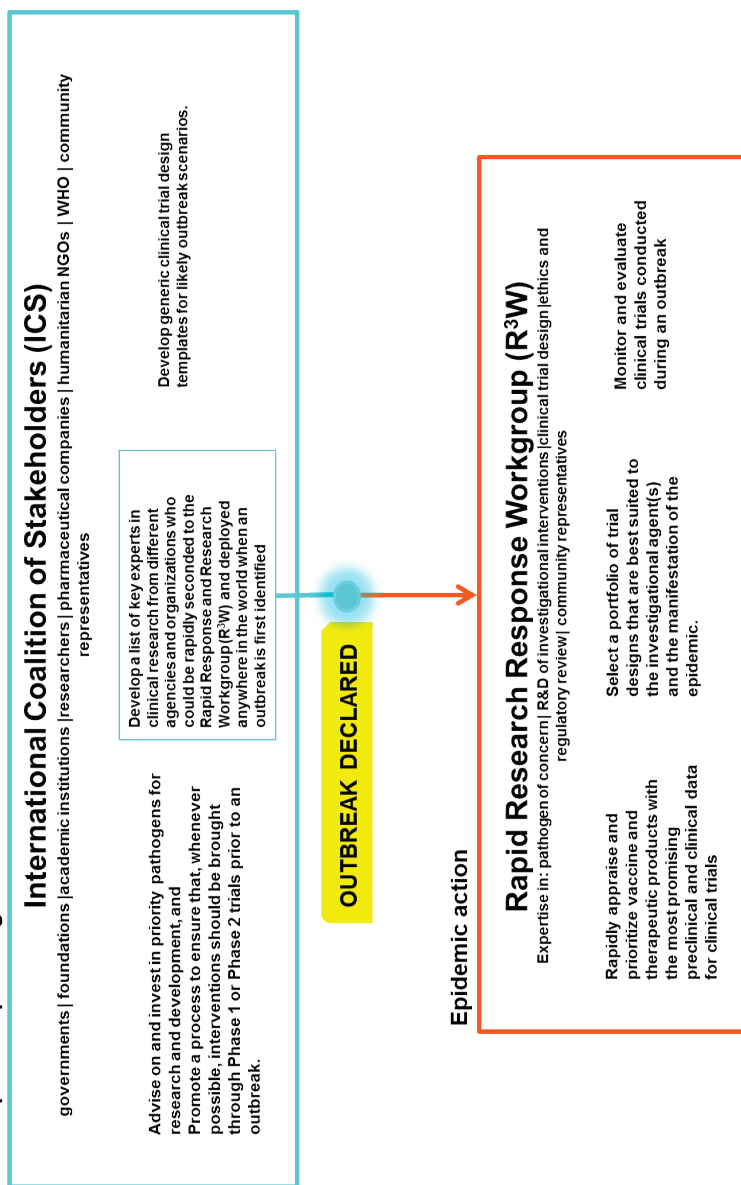 International Coalition of Stakeholders (ICS)
governments| foundations |academic institutions |researchers| pharmaceutical companies| humanitarian NGOs | WHO | community
representatives
Advise on and invest in priority pathogens for
research and development, and
Promote a process to ensure that, whenever
possible, interventions should be brought
through Phase 1 or Phase 2 trials prior to an
outbreak.
Develop a list of key experts in
clinical research from different
agencies and organizations who
could be rapidly seconded to the
Rapid Response and Research
Workgroup (R³W) and deployed
anywhere in the world when an
outbreak is first identified
Develop generic clinical trial design
templates for likely outbreak scenarios.
OUTBREAK DECLARED
Epidemic action
Rapid Research Response Workgroup (R³W)
Expertise in: pathogen of concern| R&D of investigational interventions|clinical trial design|ethics and
regulatory review| community representatives
Rapidly appraise and
prioritize vaccine and
therapeutic products with
the most promising
preclinical and clinical data
for clinical trials
Select a portfolio of trial
designs that are best suited to
the investigational agent(s)
and the manifestation of the
epidemic.
Monitor and evaluate
clinical trials conducted
during an outbreak